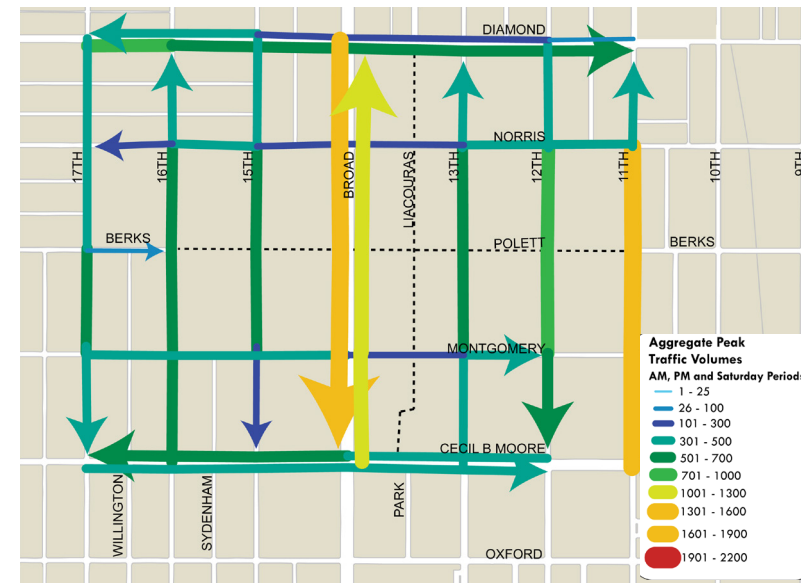 DIAMOND
NORRIS
17TH
16TH
15TH
BROAD
LIACOURAS
13TH
12TH
11TH
10TH
9TH
BERKS
POLETT
BERKS
MONTGOMERY
CECIL B MOORE
WILLINGTON
SYDENHAM
PARK
OXFORD
Aggregate Peak
Traffic Volumes
AM, PM and Saturday Periods
1 - 25
26 - 100
101 - 300
301 - 500
501 - 700
701 - 1000
1001 - 1300
1301 - 1600
1601 - 1900
1901 - 2200